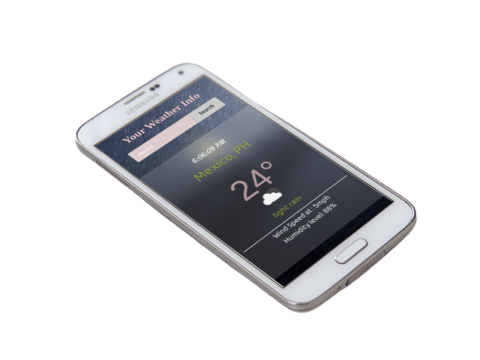 SAMSUNG
Your Weather Info
Search
6:06:09 PM
Mexico, PH
24°
light rain
Wind Speed at : 5mph
Humidity level: 88%